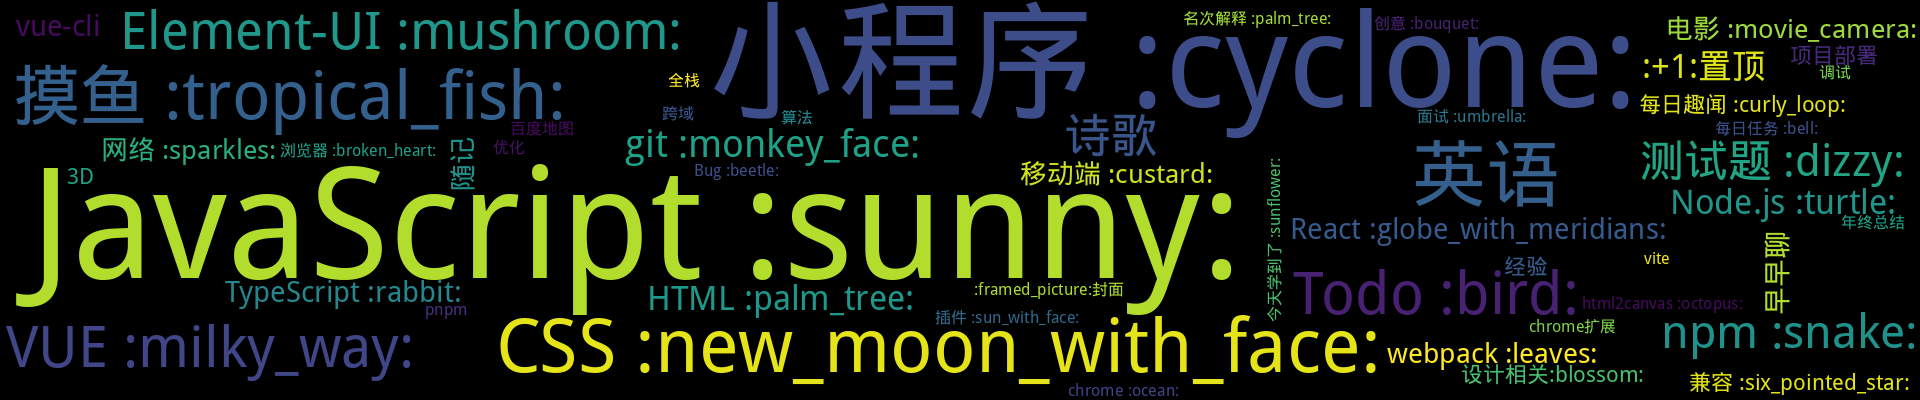 vue-cli
Element-UI :mushroom:
小程序 :cyclone:
名次解释 :palm_tree:
创意 :bouquet:
电影 :movie_camera:
项目部署
:+1:置顶
调试
摸鱼 :tropical_fish:
全栈
跨域
算法
每日趣闻 :curly_loop:
面试 :umbrella:
每日任务 :bell:
百度地图
优化
网络 :sparkles:
浏览器 :broken_heart:
随记
git :monkey_face:
诗歌
英语
测试题 :dizzy:
3D
Bug :beetle:
移动端 :custard:
JavaScript :sunny:
今天学到了 :sunflower:
Node.js :turtle:
年终总结
React :globe_with_meridians:
聊吕吕
经验
vite
TypeScript :rabbit:
pnpm
HTML :palm_tree:
:framed_picture:封面
Todo :bird:
html2canvas :octopus:
插件 :sun_with_face:
chrome扩展
npm :snake:
VUE :milky_way:
CSS :new_moon_with_face:
webpack :leaves:
设计相关:blossom:
兼容 :six_pointed_star:
chrome :ocean: